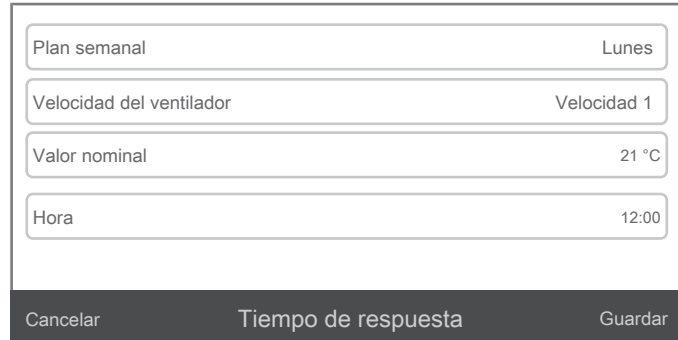 Plan semanal Lunes
Velocidad del ventilador Velocidad 1
Valor nominal 21 °C
Hora 12:00
Cancelar Tiempo de respuesta Guardar